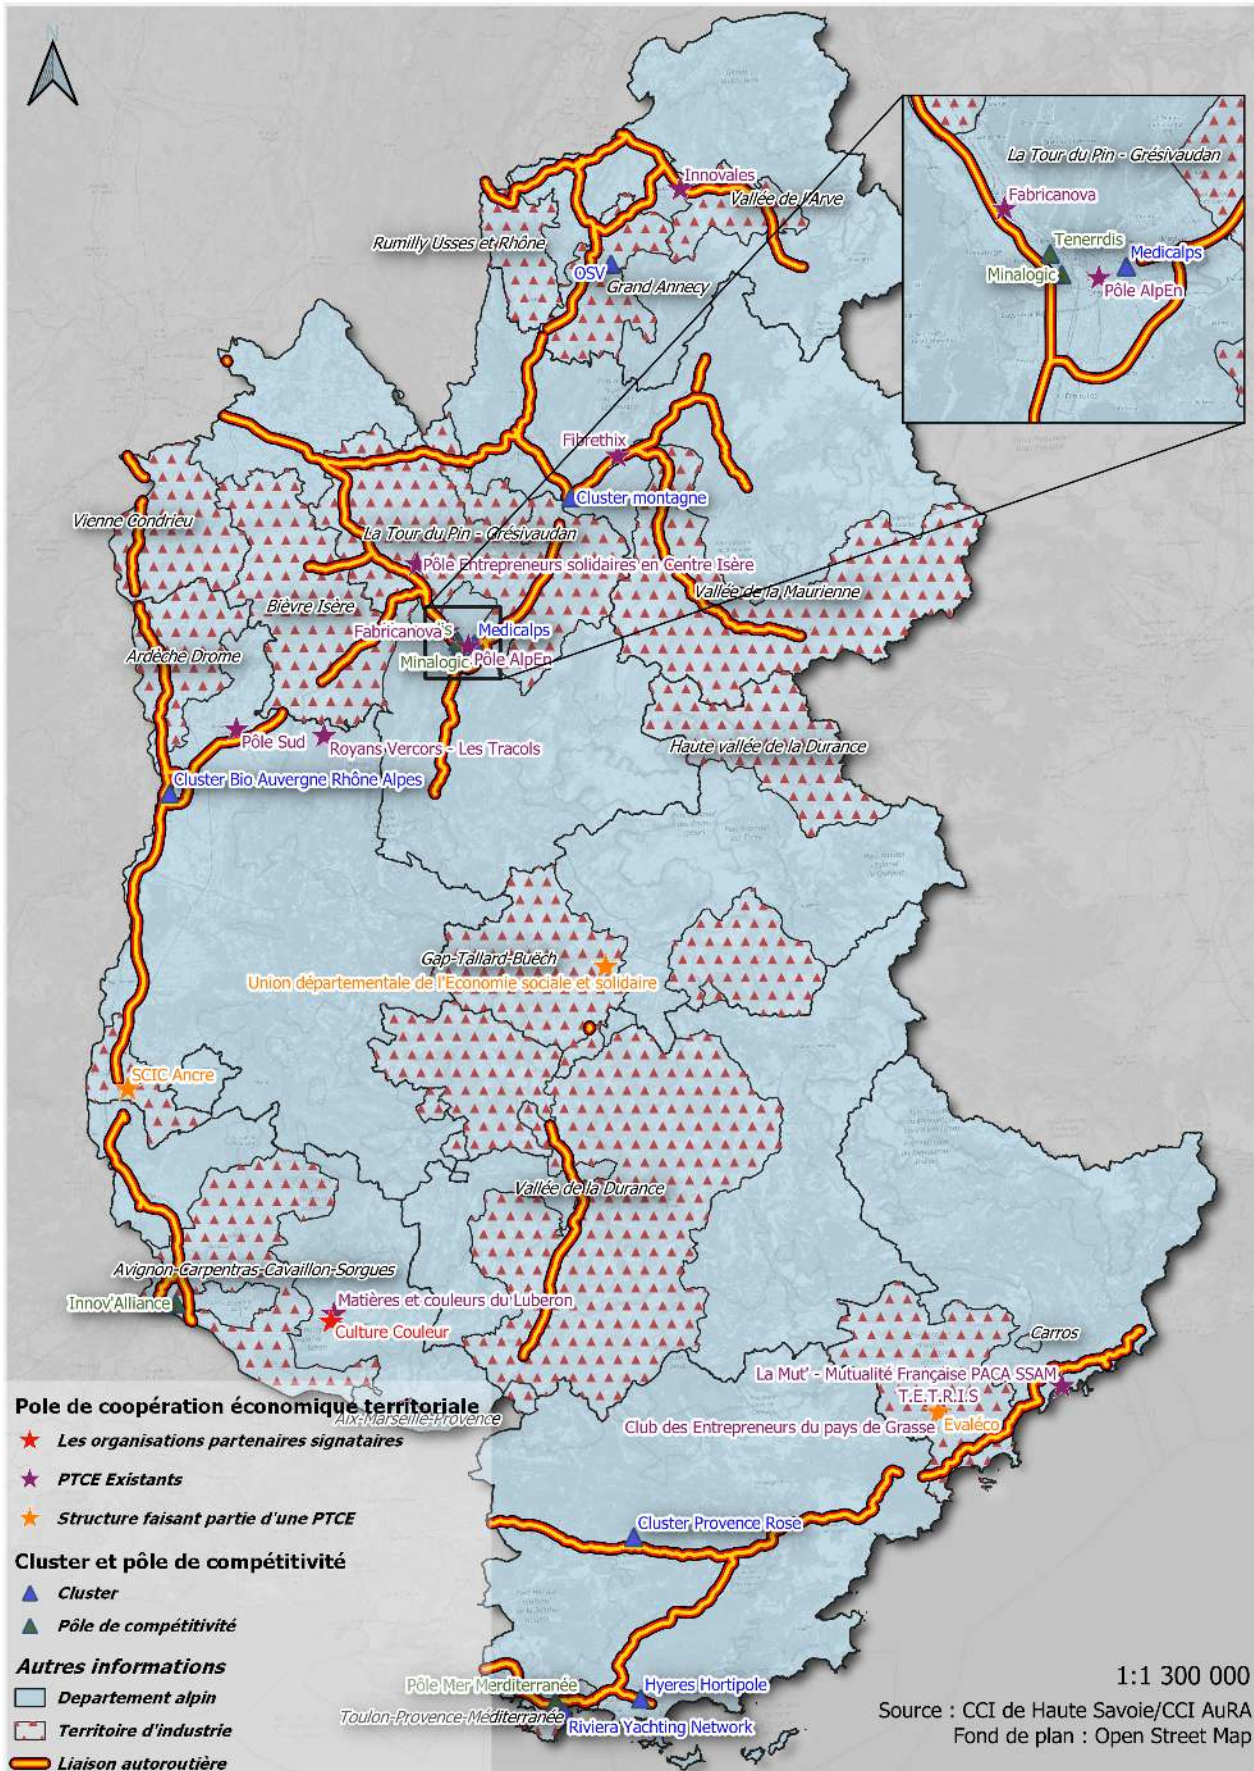 N
Innovales
Vallée de l'Arve
Rumilly Usses et Rhône
OSV
Grand Annecy
La Tour du Pin - Grésivaudan
Fabricanova
Tenerrdis
Medicalps
Minalogic
Pôle AlpEn
Fibrethix
Cluster montagne
Vienne Condrieu
La Tour du Pin - Grésivaudan
Pôle Entrepreneurs solidaires en Centre Isère
Vallée de la Maurienne
Bièvre Isère
Fabricanova
is
Medicalps
Ardèche Drome
Minalogic
Pôle AlpEn
Pôle Sud
Royans Vercors - Les Tracols
Haute vallée de la Durance
Cluster Bio Auvergne Rhône Alpes
Gap-Tallard-Buëch
Union départementale de l'Economie sociale et solidaire
SCIC Ancre
Vallée de la Durance
Avignon-Carpentras-Cavaillon-Sorgues
Innov'Alliance
Matières et couleurs du Luberon
Culture Couleur
Carros
La Mut' - Mutualité Française PACA SSAM
T.E.T.R.I.S
Club des Entrepreneurs du pays de Grasse
Evaléco
Aix-Marseille-Provence
Cluster Provence Rose
Pôle Mer Merditerranée
Hyeres Hortipole
Toulon-Provence-Méditerranée
Riviera Yachting Network
Pole de coopération économique territoriale
Les organisations partenaires signataires
PTCE Existants
Structure faisant partie d'une PTCE
Cluster et pôle de compétitivité
Cluster
Pôle de compétitivité
Autres informations
Departement alpin
Territoire d'industrie
Liaison autoroutière
1:1 300 000
Source : CCI de Haute Savoie/CCI AuRA
Fond de plan : Open Street Map